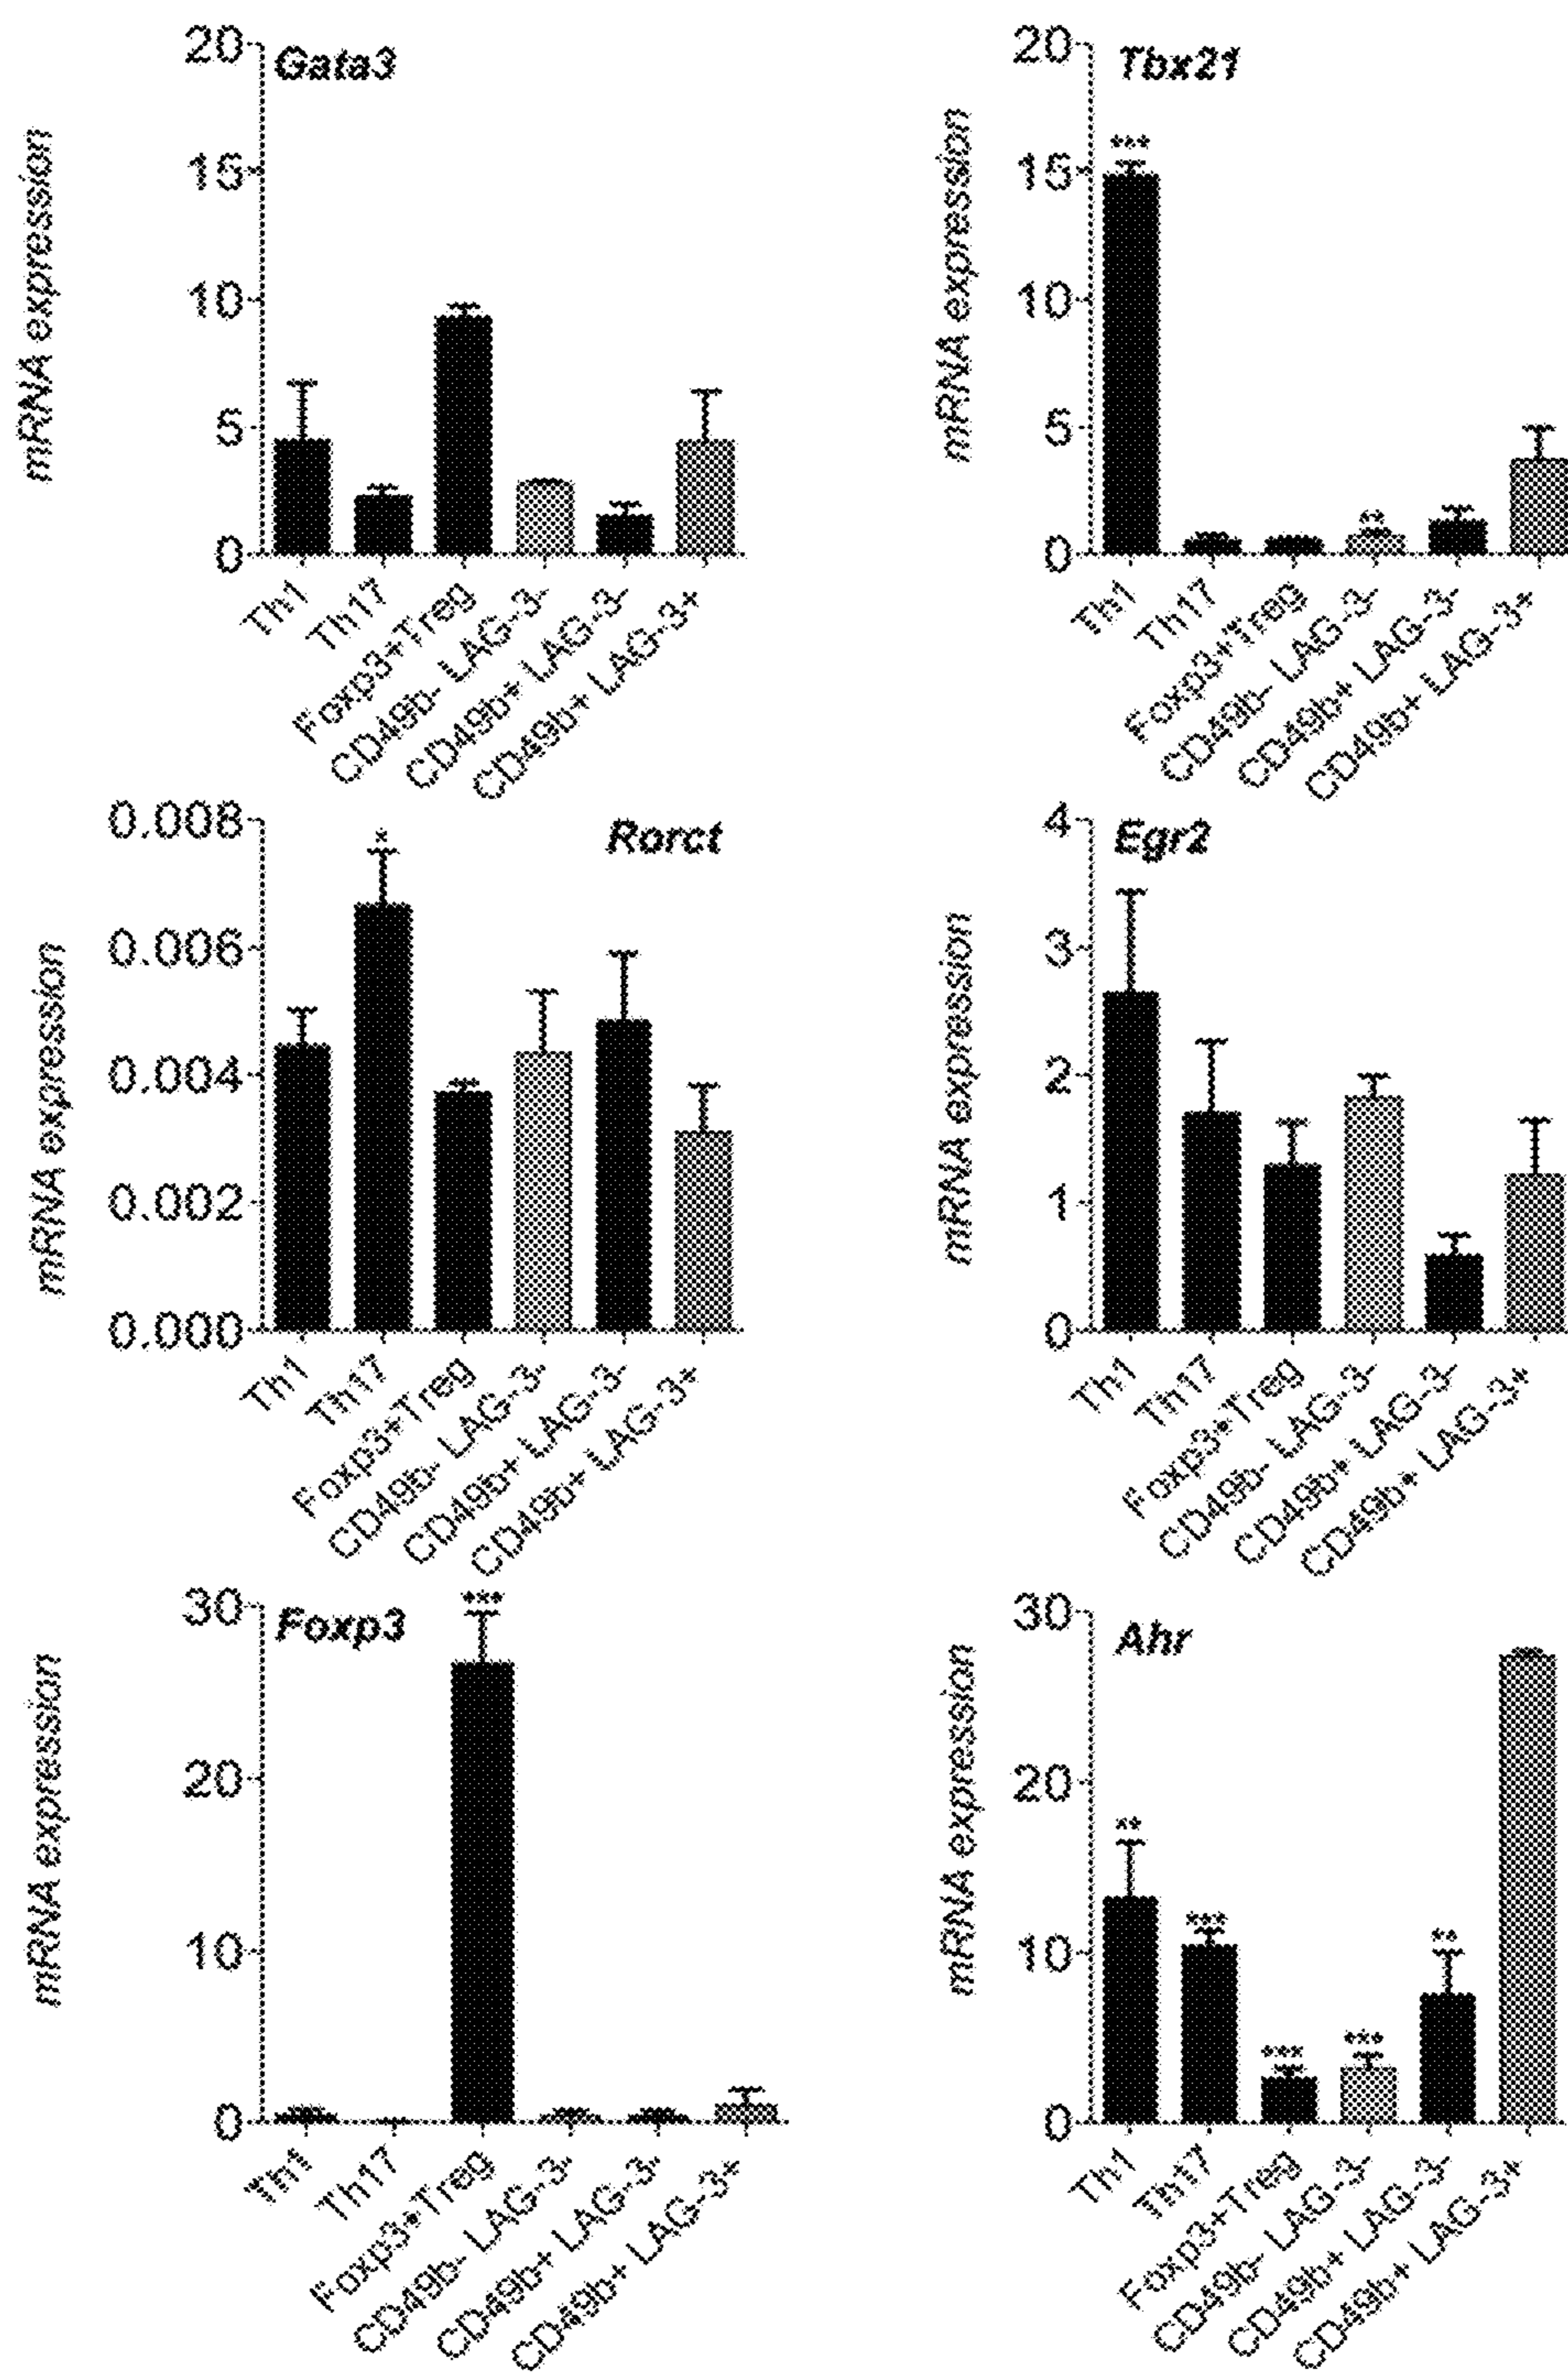 Gata3
mRNA expression
20
15
10
5
0
Th1
Th17
Foxp3+Treg
CD49b- LAG-3-
CD49b+ LAG-3-
CD49b+ LAG-3+
Tbx21
mRNA expression
20
15
10
5
0
***
**
Th1
Th17
Foxp3+Treg
CD49b- LAG-3-
CD49b+ LAG-3-
CD49b+ LAG-3+
Rorct
mRNA expression
0.008
0.006
0.004
0.002
0.000
*
Th1
Th17
Foxp3+Treg
CD49b- LAG-3-
CD49b+ LAG-3-
CD49b+ LAG-3+
Egr2
mRNA expression
4
3
2
1
0
Th1
Th17
Foxp3+Treg
CD49b- LAG-3-
CD49b+ LAG-3-
CD49b+ LAG-3+
Foxp3
mRNA expression
30
20
10
0
***
Th1
Th17
Foxp3+Treg
CD49b- LAG-3-
CD49b+ LAG-3-
CD49b+ LAG-3+
Ahr
mRNA expression
30
20
10
0
**
***
***
***
**
Th1
Th17
Foxp3+Treg
CD49b- LAG-3-
CD49b+ LAG-3-
CD49b+ LAG-3+